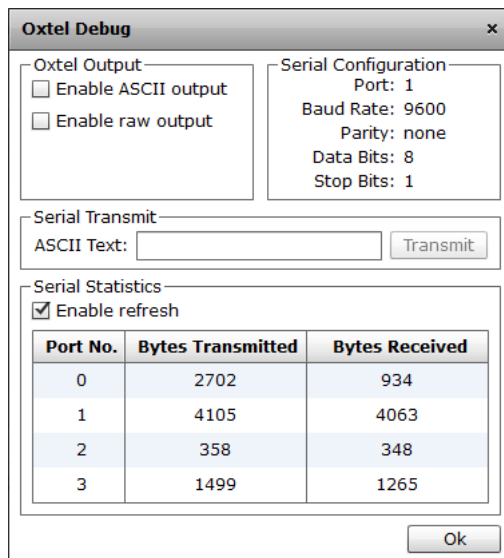 Oxtel Debug ×
Oxtel Output
Enable ASCII output
Enable raw output
Serial Configuration
Port: 1
Baud Rate: 9600
Parity: none
Data Bits: 8
Stop Bits: 1
Serial Transmit
ASCII Text: Transmit
Serial Statistics
Enable refresh
Port No. Bytes Transmitted Bytes Received
0 2702 934
1 4105 4063
2 358 348
3 1499 1265
Ok